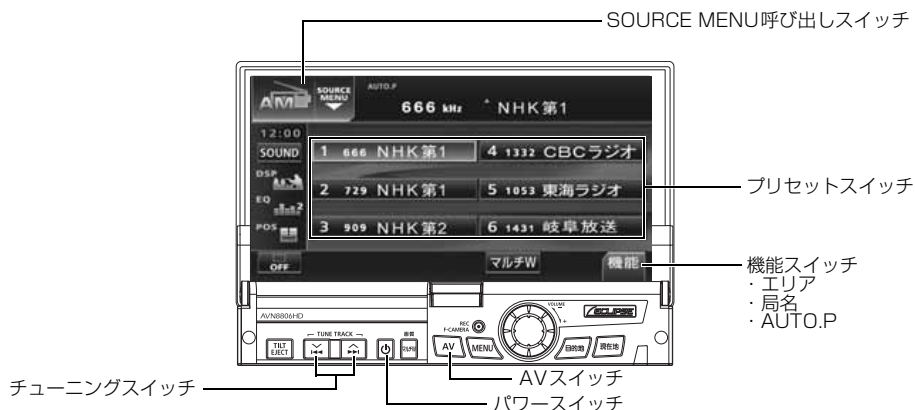 SOURCE MENU呼び出しスイッチ
AM
SOURCE MENU
AUTO.P
666 kHz
NHK第1
12:00
SOUND
1 666 NHK第1
4 1332 CBCラジオ
DSP
2 729 NHK第1
5 1053 東海ラジオ
プリセットスイッチ
EQ
2
POS
3 909 NHK第2
6 1431 岐阜放送
OFF
マルチW
機能
機能スイッチ
・エリア
・局名
・AUTO.P
AVN8806HD
VOLUME
ECLIPSE
TUNE TRACK
画質
REC
F-CAMERA
TILT
EJECT
マルチW
AV
MENU
目的地
現在地
チューニングスイッチ
AVスイッチ
パワースイッチ